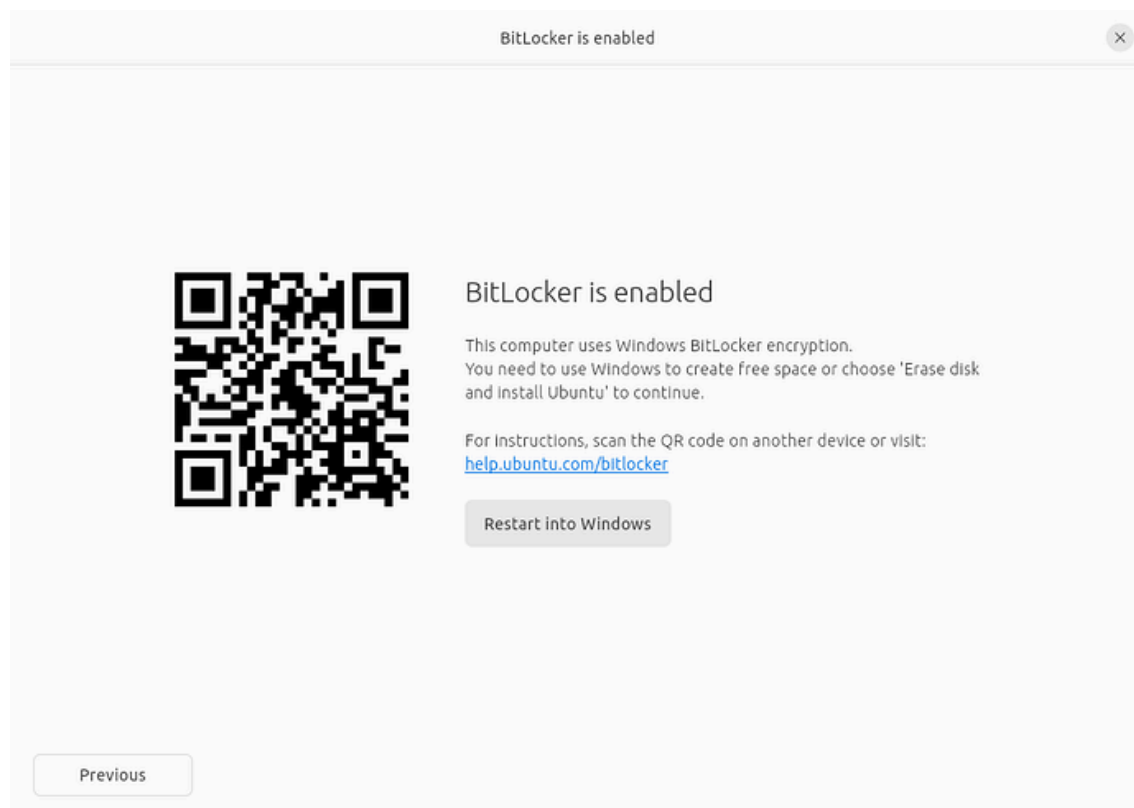 BitLocker is enabled
BitLocker is enabled
This computer uses Windows BitLocker encryption.
You need to use Windows to create free space or choose 'Erase disk
and install Ubuntu' to continue.
For instructions, scan the QR code on another device or visit:
help.ubuntu.com/bitlocker
Restart into Windows
Previous